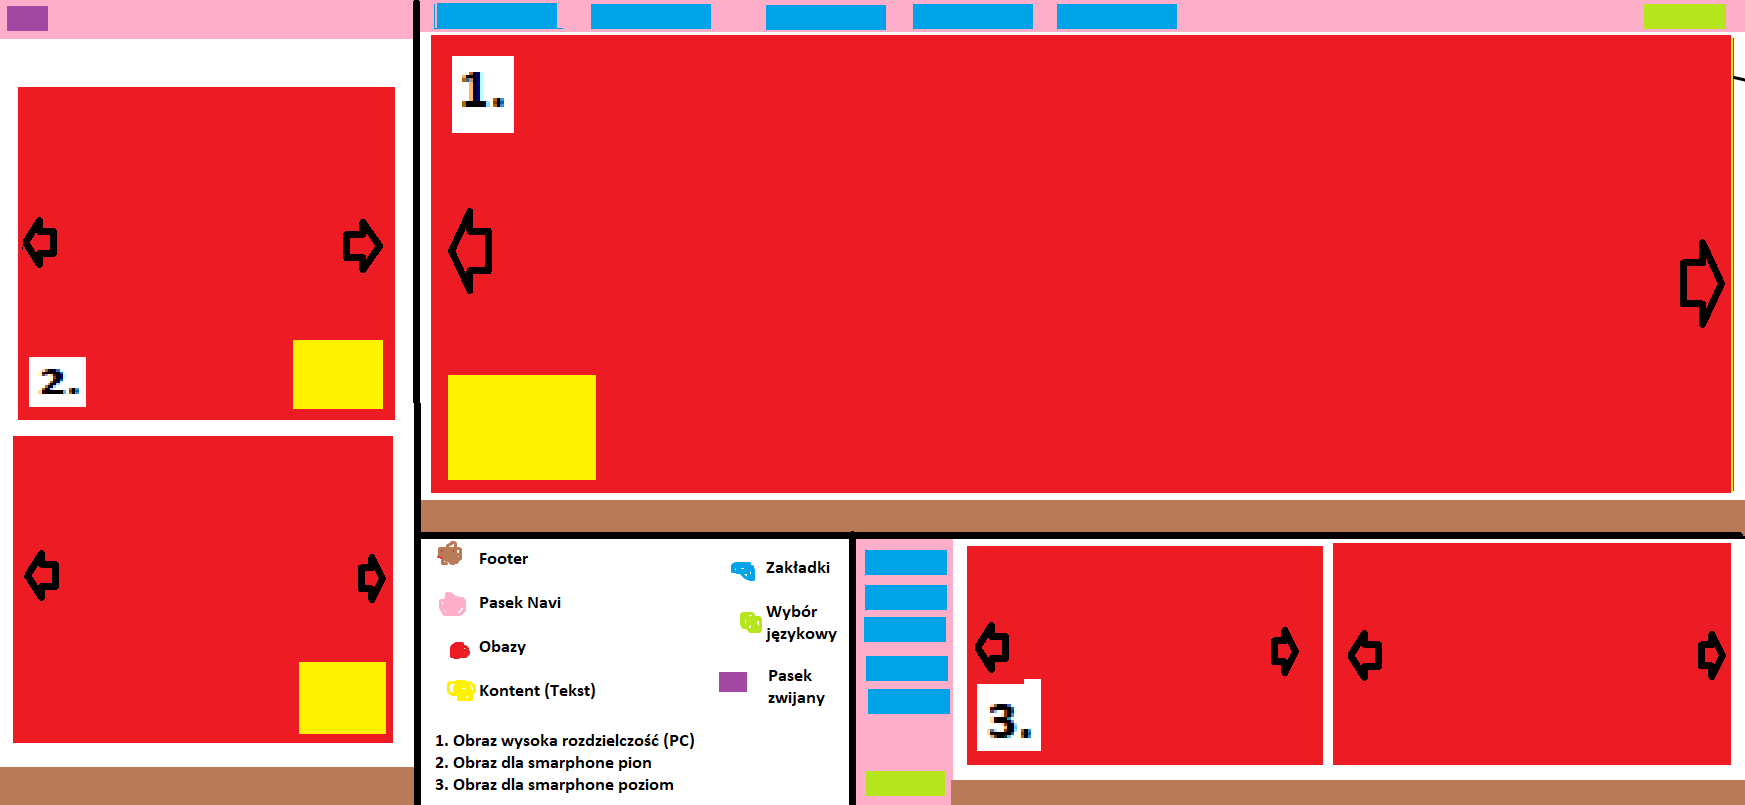 1.
2.
Footer
Pasek Navi
Obazy
Kontent (Tekst)
Zakładki
Wybór
językowy
Pasek
zwijany
1. Obraz wysoka rozdzielczość (PC)
2. Obraz dla smarphone pion
3. Obraz dla smarphone poziom
3.